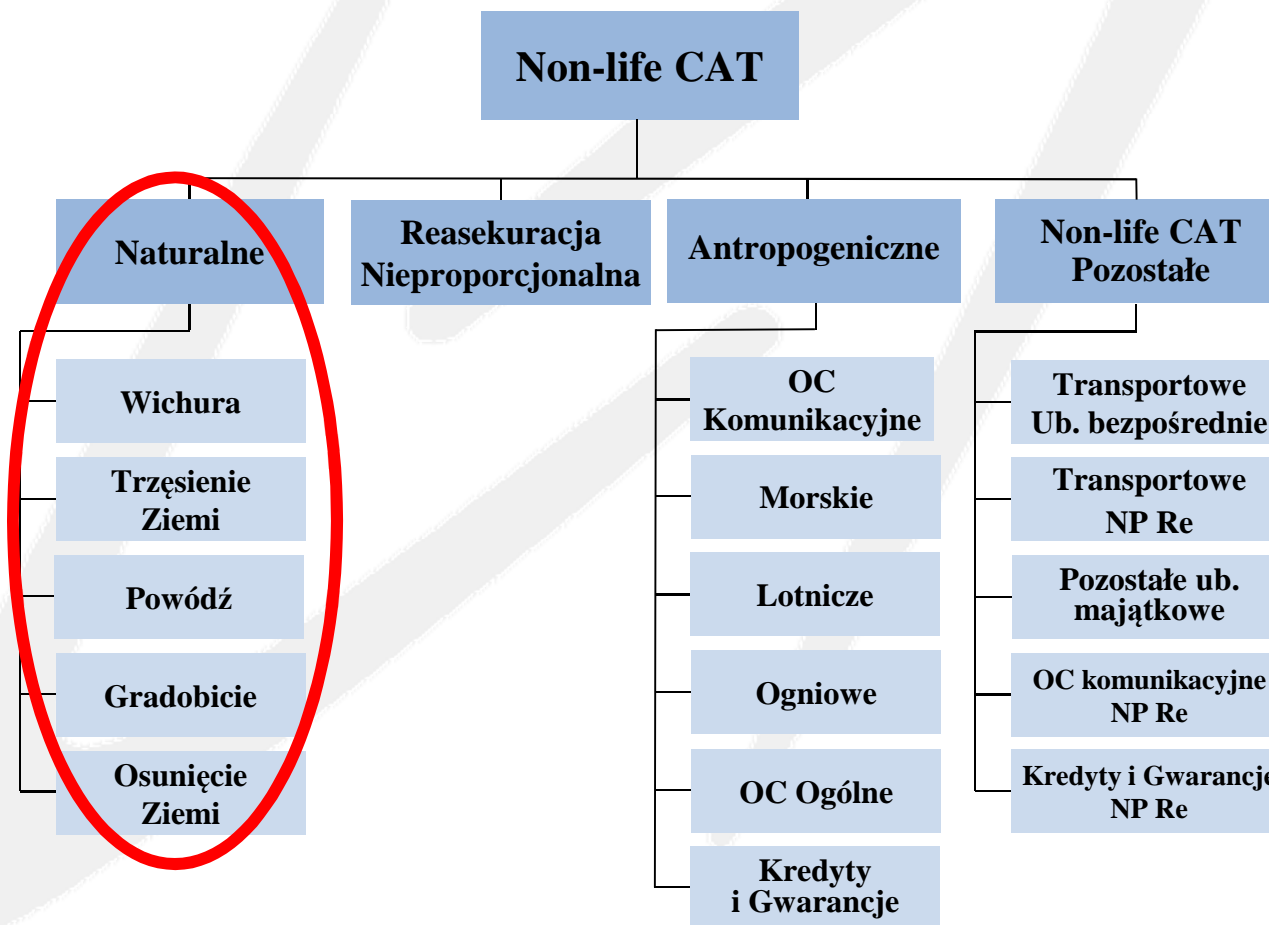 Non-life CAT
Naturalne
Wichura
Trzęsienie
Ziemi
Powódź
Gradobicie
Osunięcie
Ziemi
Reasekuracja
Nieproporcjonalna
Antropogeniczne
OC
Komunikacyjne
Morskie
Lotnicze
Ogniowe
OC Ogólne
Kredyty
i Gwarancje
Non-life CAT
Pozostałe
Transportowe
Ub. bezpośrednie
Transportowe
NP Re
Pozostałe ub.
majątkowe
OC komunikacyjne
NP Re
Kredyty i Gwarancje
NP Re